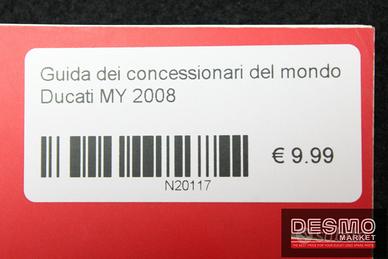 Guida dei concessionari del mondo
Ducati MY 2008
€ 9.99
N20117
DESMO
MARKET